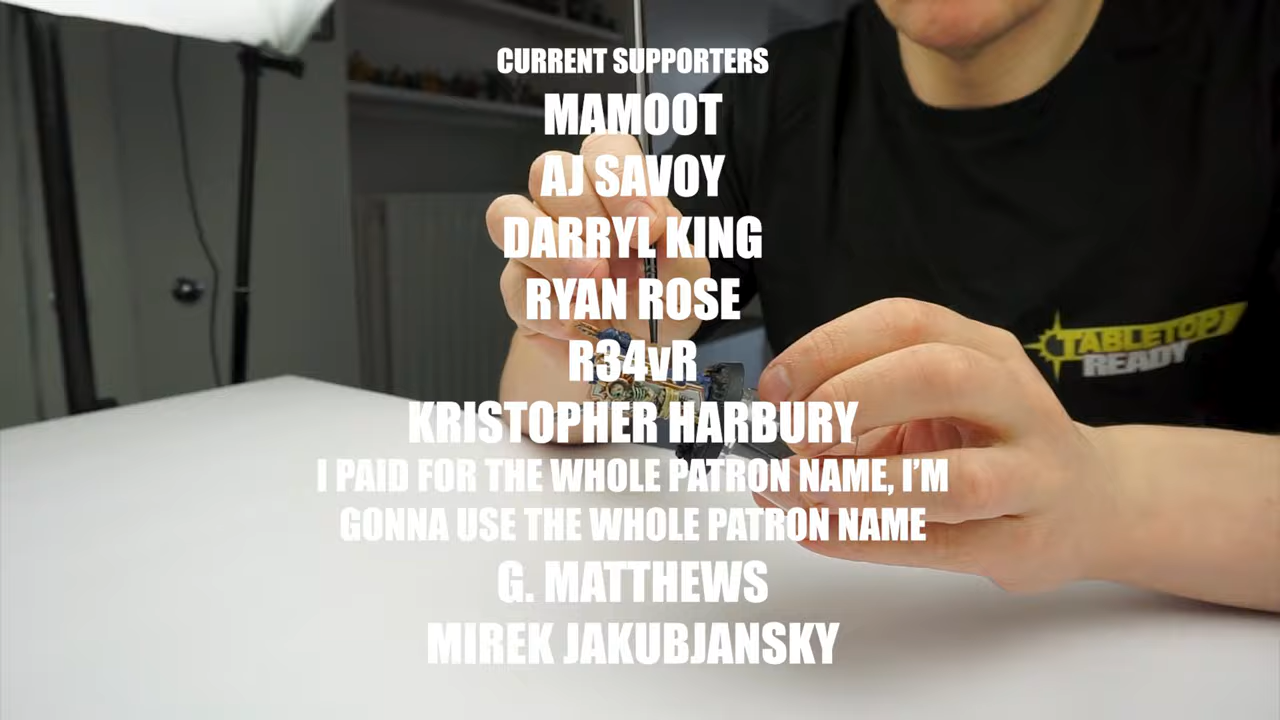 CURRENT SUPPORTERS
MAMOOT
AJ SAVOY
DARRYL KING
RYAN ROSE
R34vR
KRISTOPHER HARBURY
I PAID FOR THE WHOLE PATRON NAME, I'M
GONNA USE THE WHOLE PATRON NAME
G. MATTHEWS
MIREK JAKUBJANSKY
TABLETOP
READY